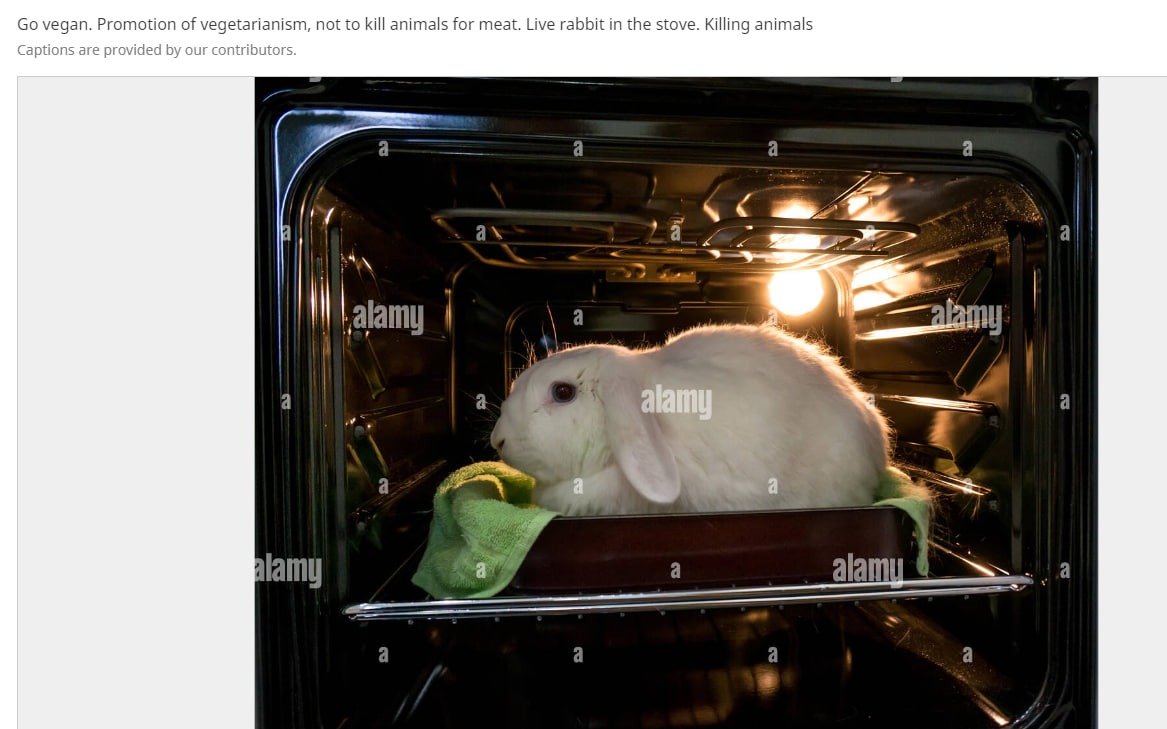 Go vegan. Promotion of vegetarianism, not to kill animals for meat. Live rabbit in the stove. Killing animals
Captions are provided by our contributors.
a a a a
a a a
alamy a alamy
a a alamy a a
a a a a
alamy a a alamy a
a a a a